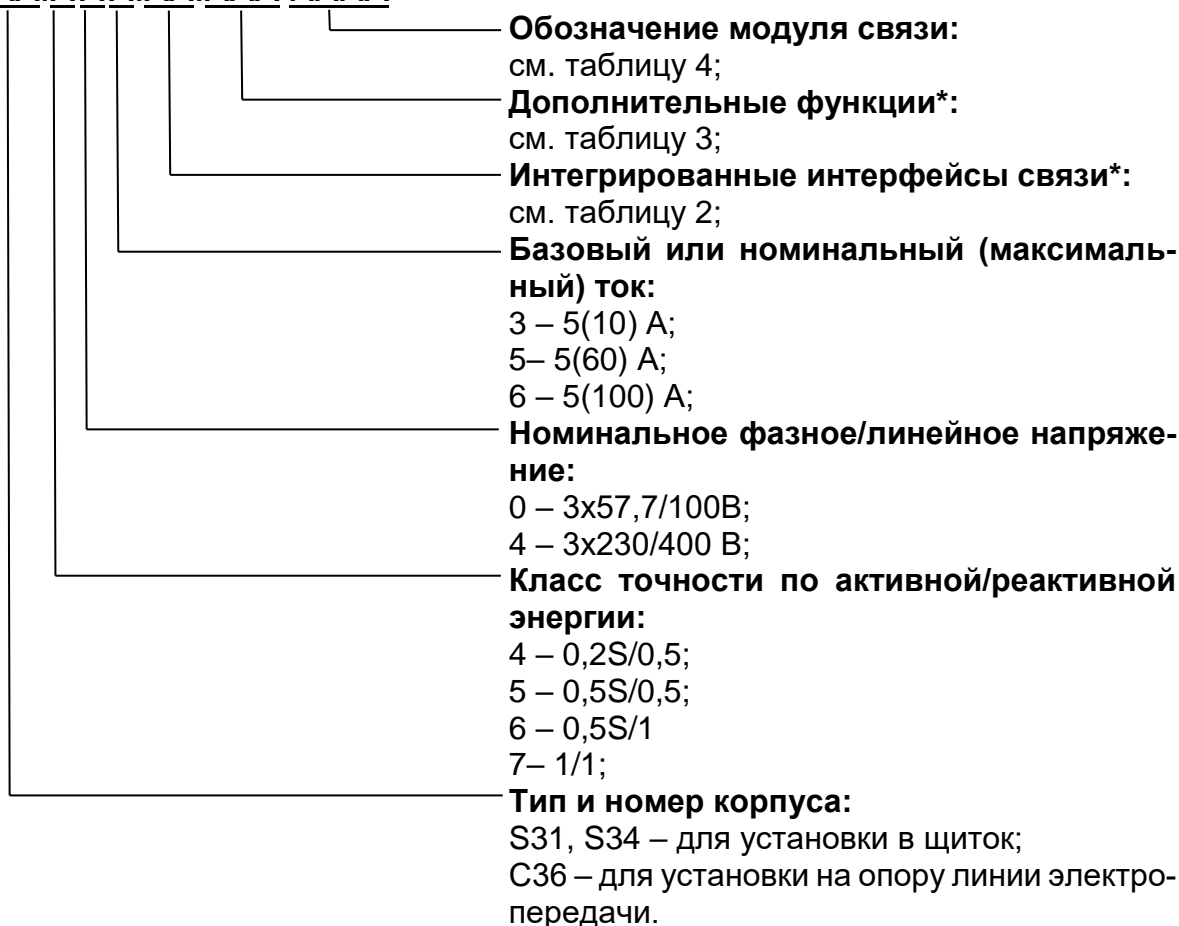 Обозначение модуля связи:
см. таблицу 4;
Дополнительные функции*:
см. таблицу 3;
Интегрированные интерфейсы связи*:
см. таблицу 2;
Базовый или номинальный (максималь-
ный) ток:
3 – 5(10) А;
5– 5(60) А;
6 – 5(100) А;
Номинальное фазное/линейное напряже-
ние:
0 – 3х57,7/100В;
4 – 3х230/400 В;
Класс точности по активной/реактивной
энергии:
4 – 0,2S/0,5;
5 – 0,5S/0,5;
6 – 0,5S/1
7– 1/1;
Тип и номер корпуса:
S31, S34 – для установки в щиток;
С36 – для установки на опору линии электро-
передачи.